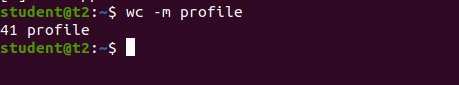 student@t2:~$ wc -m profile
41 profile
student@t2:~$